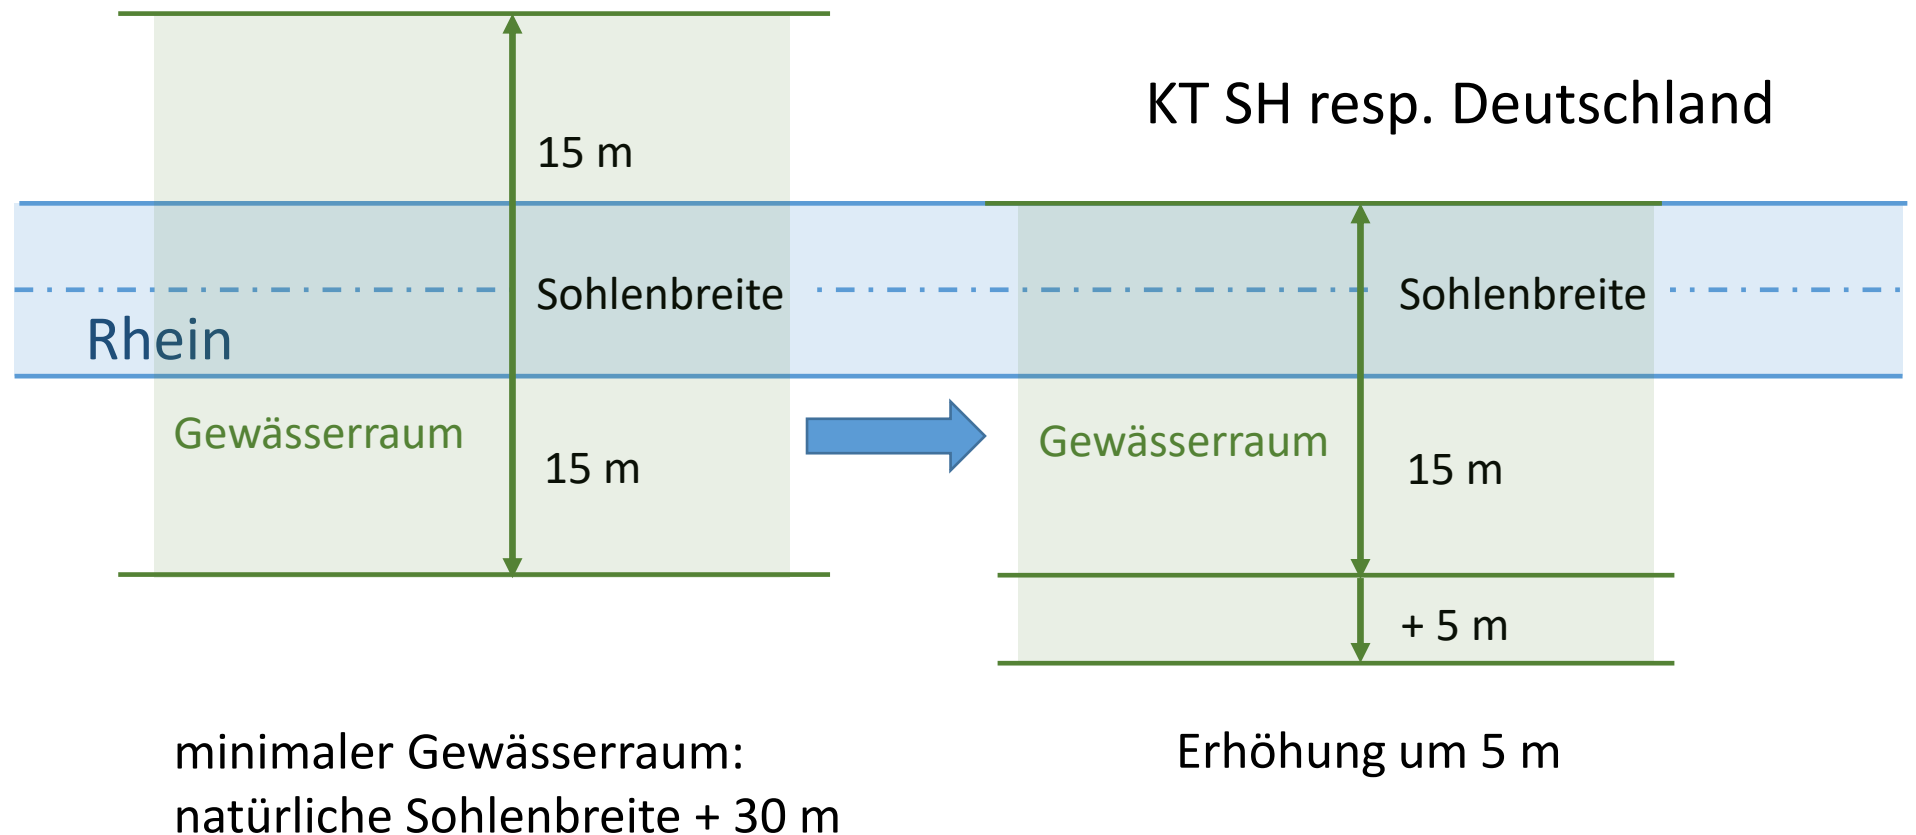 KT SH resp. Deutschland
15 m
Sohlenbreite
Sohlenbreite
Rhein
Gewässerraum
Gewässerraum
15 m
15 m
+ 5 m
minimaler Gewässerraum:
natürliche Sohlenbreite + 30 m
Erhöhung um 5 m